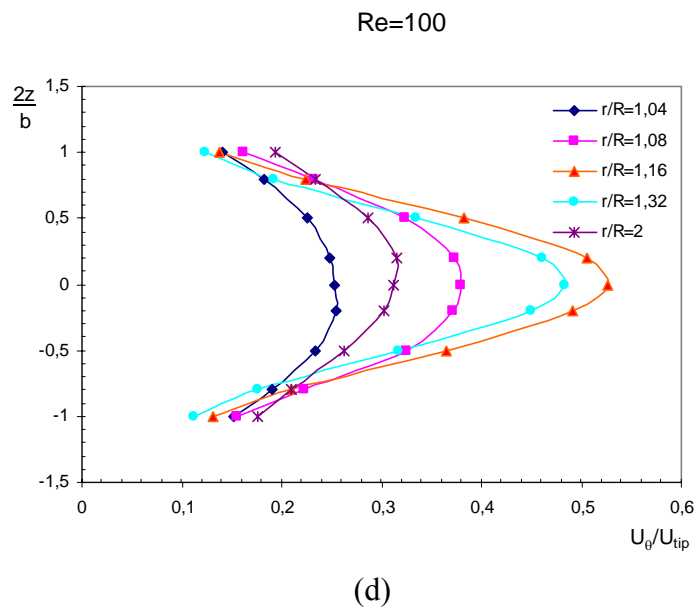 Re=100
2z
b
1,5
1
0,5
0
-0,5
-1
-1,5
r/R=1,04
r/R=1,08
r/R=1,16
r/R=1,32
r/R=2
0 0,1 0,2 0,3 0,4 0,5 0,6
Uθ/Utip
(d)